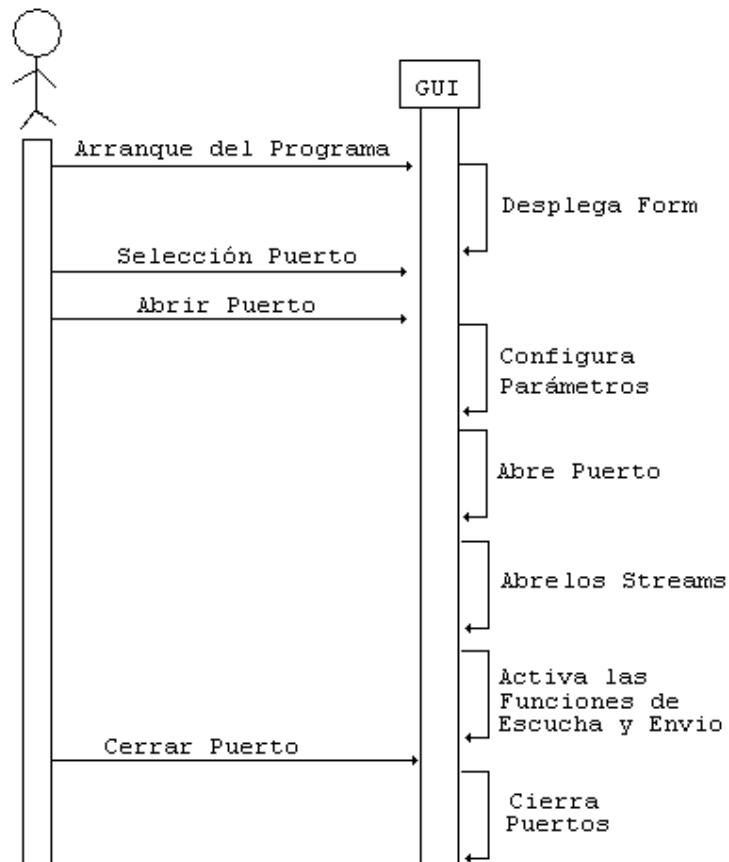 GUI
Arranque del Programa
Desplega Form
Selección Puerto
Abrir Puerto
Configura
Parámetros
Abre Puerto
Abrelos Streams
Activa las
Funciones de
Escucha y Envio
Cerrar Puerto
Cierra
Puertos